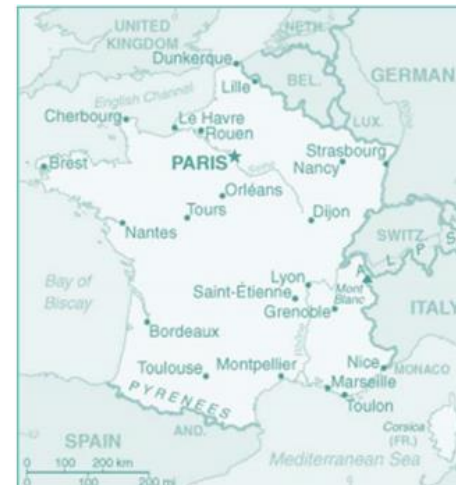 UNITED
KINGDOM
NETH.
Dunkerque
GERMAN
Lille
BEL.
English Channel
LUX.
Cherbourg
Le Havre
Rouen
PARIS
Seine
Strasbourg
Nancy
Brest
Orléans
Tours
Dijon
Nantes
SWITZ.
A L P S
Bay of
Biscay
Lyon
Mont
Blanc
Saint-Étienne
Grenoble
ITALY
Bordeaux
Rhône
Nice
MONACO
Toulouse
Montpellier
Marseille
PYRENEES
Toulon
AND.
Corsica
(FR.)
SPAIN
Mediterranean Sea
0 100 200 km
0 100 200 mi